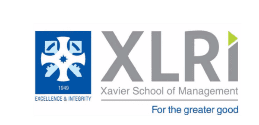 1949
EXCELLENCE & INTEGRITY
XLRi
Xavier School of Management
For the greater good